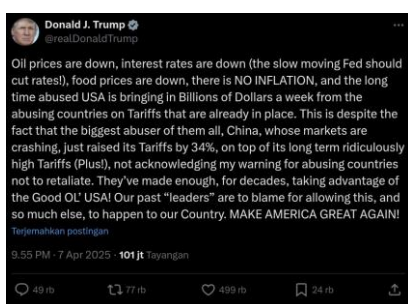 Donald J. Trump
@realDonaldTrump
Oil prices are down, interest rates are down (the slow moving Fed should
cut rates!), food prices are down, there is NO INFLATION, and the long
time abused USA is bringing in Billions of Dollars a week from the
abusing countries on Tariffs that are already in place. This is despite the
fact that the biggest abuser of them all, China, whose markets are
crashing, just raised its Tariffs by 34%, on top of its long term ridiculously
high Tariffs (Plus!), not acknowledging my warning for abusing countries
not to retaliate. They’ve made enough, for decades, taking advantage of
the Good OL’ USA! Our past “leaders” are to blame for allowing this, and
so much else, to happen to our Country. MAKE AMERICA GREAT AGAIN!
Terjemahkan postingan
9.55 PM · 7 Apr 2025 · 101 jt Tayangan
49 rb 77 rb 499 rb 24 rb